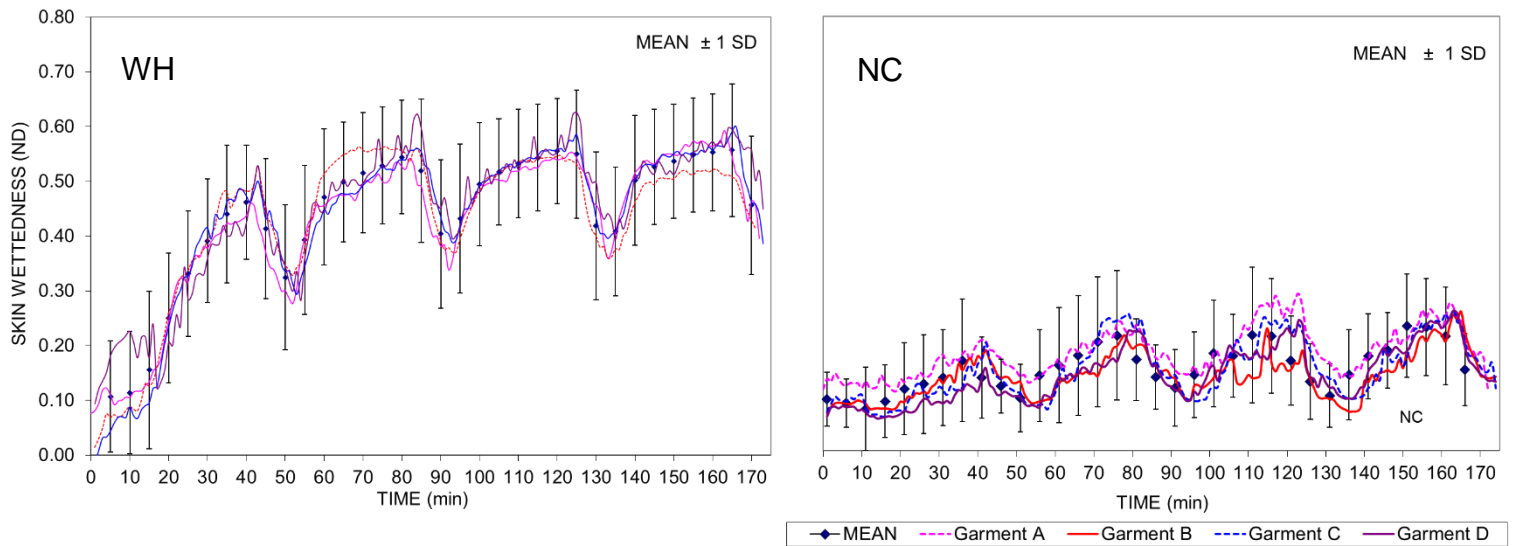 WH
MEAN ± 1 SD
SKIN WETTEDNESS (ND)
0.80
0.70
0.60
0.50
0.40
0.30
0.20
0.10
0.00
0 10 20 30 40 50 60 70 80 90 100 110 120 130 140 150 160 170
TIME (min)
NC
MEAN ± 1 SD
NC
0 10 20 30 40 50 60 70 80 90 100 110 120 130 140 150 160 170
TIME (min)
MEAN Garment A Garment B Garment C Garment D